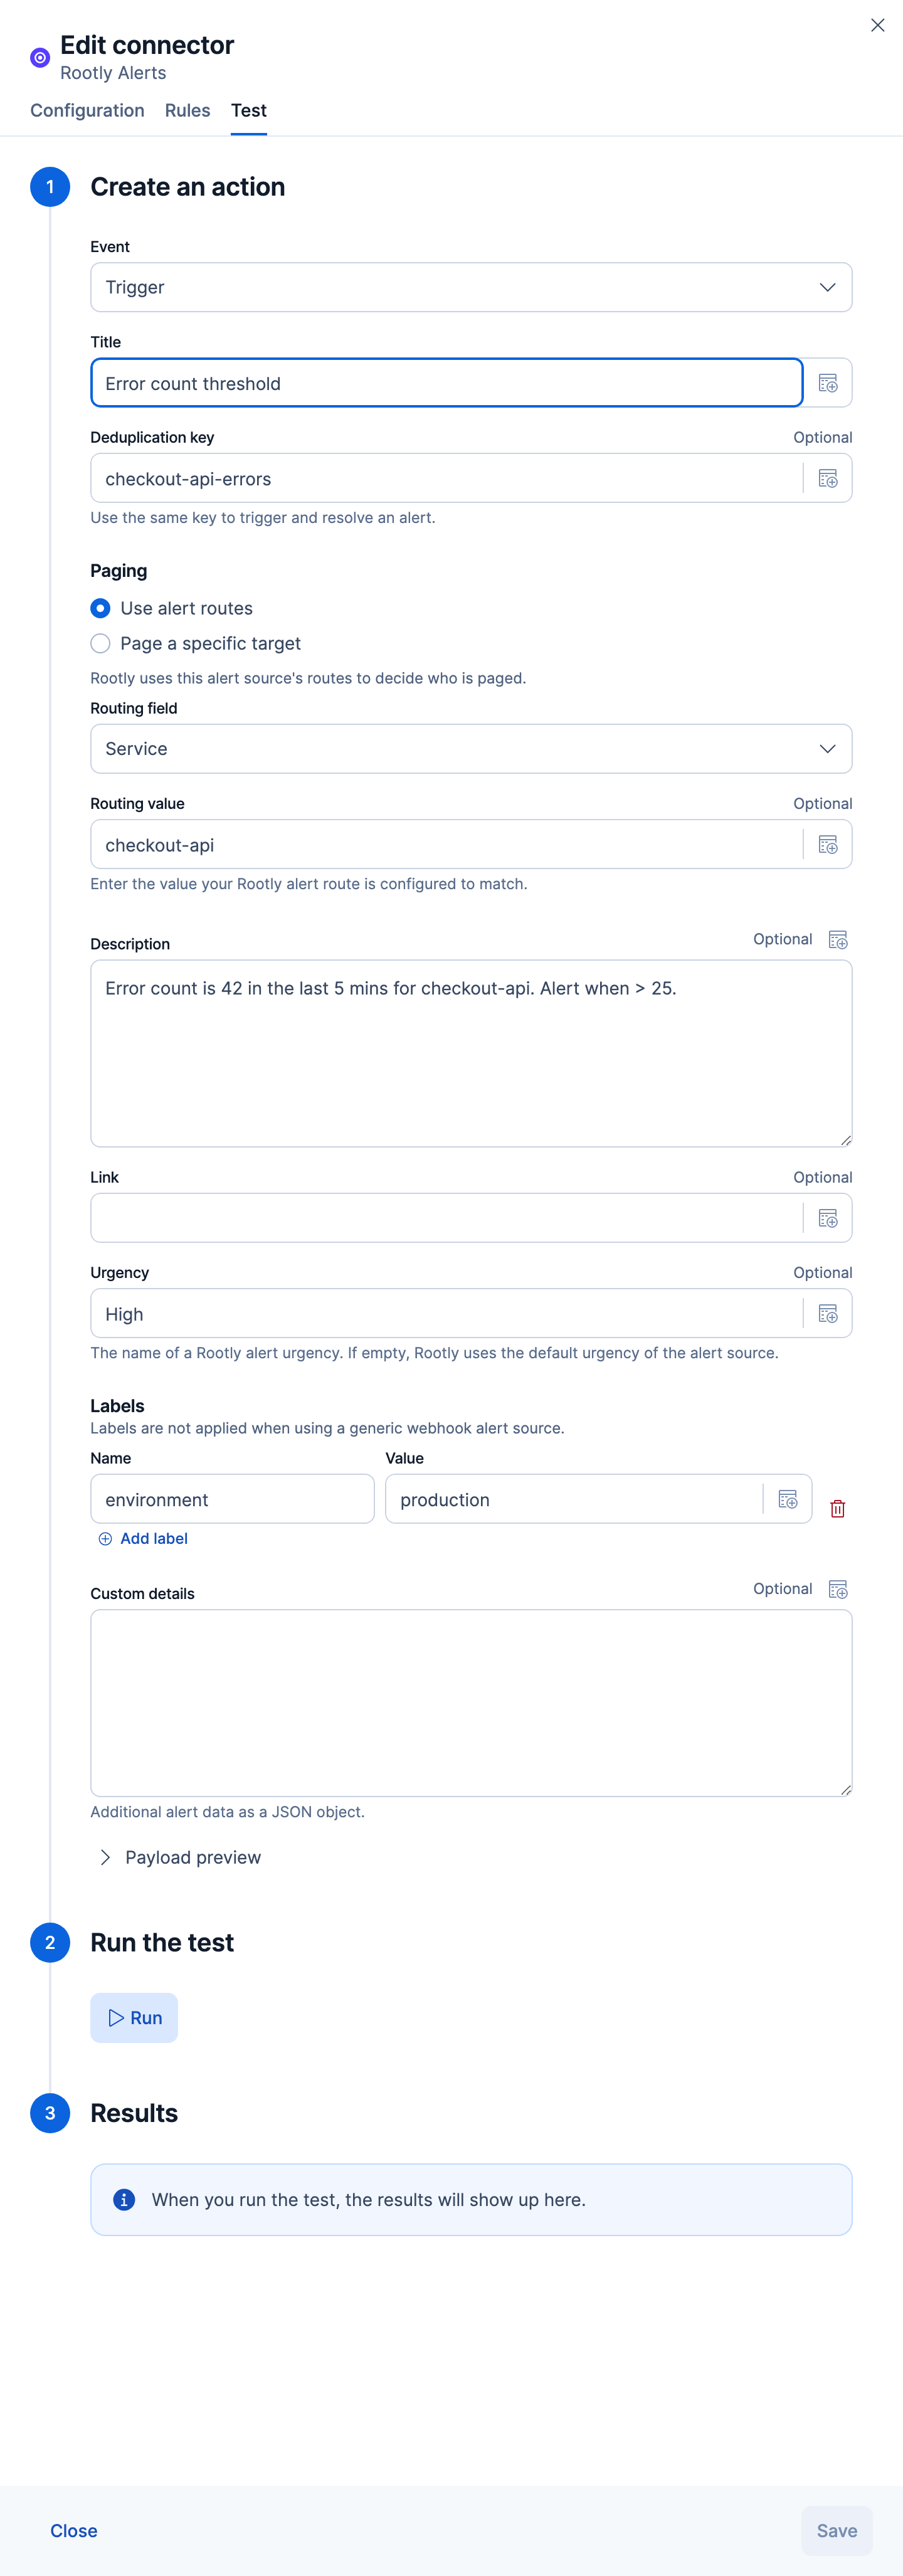 Edit connector
Rootly Alerts
Configuration Rules Test
1 Create an action
Event
Trigger
Title
Error count threshold
Deduplication key Optional
checkout-api-errors
Use the same key to trigger and resolve an alert.
Paging
Use alert routes
Page a specific target
Rootly uses this alert source's routes to decide who is paged.
Routing field
Service
Routing value Optional
checkout-api
Enter the value your Rootly alert route is configured to match.
Description Optional
Error count is 42 in the last 5 mins for checkout-api. Alert when > 25.
Link Optional
Urgency Optional
High
The name of a Rootly alert urgency. If empty, Rootly uses the default urgency of the alert source.
Labels
Labels are not applied when using a generic webhook alert source.
Name Value
environment production
Add label
Custom details Optional
Additional alert data as a JSON object.
Payload preview
2 Run the test
Run
3 Results
When you run the test, the results will show up here.
Close Save